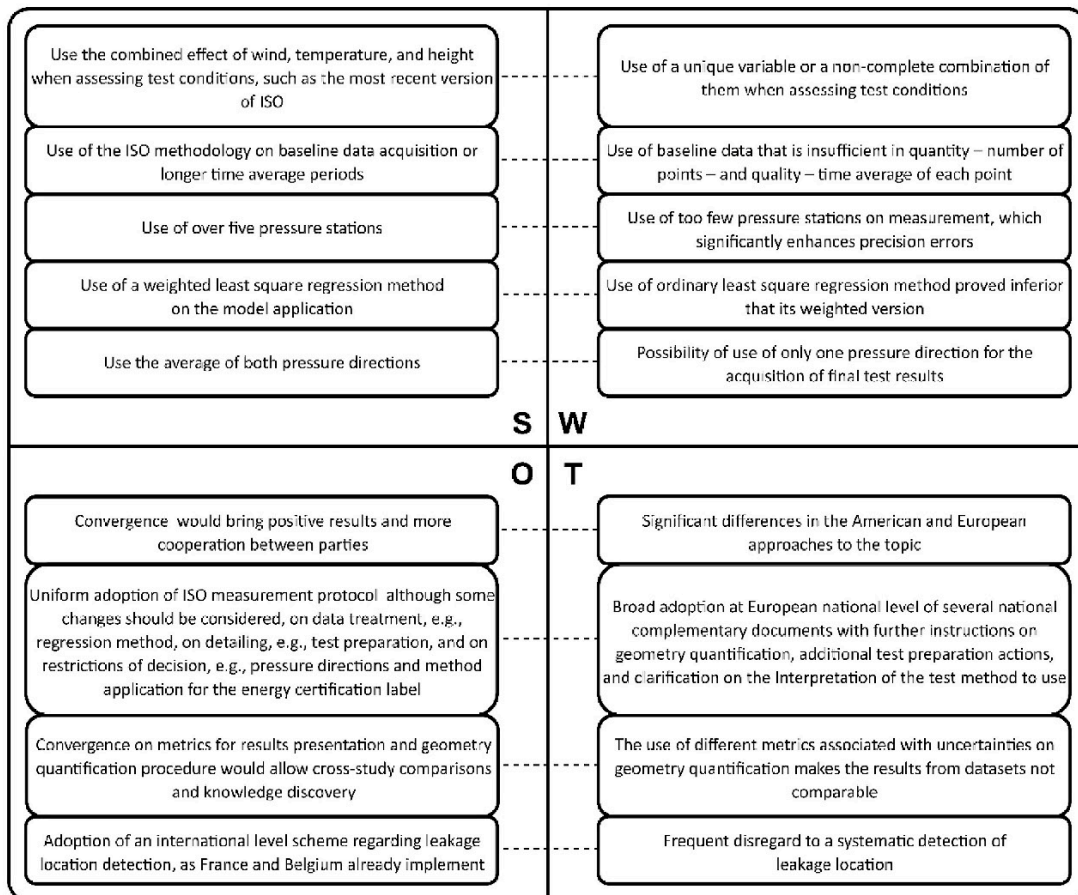 Use the combined effect of wind, temperature, and height
when assessing test conditions, such as the most recent version
of ISO
Use of a unique variable or a non-complete combination of
them when assessing test conditions
Use of the ISO methodology on baseline data acquisition or
longer time average periods
Use of baseline data that is insufficient in quantity – number of
points – and quality – time average of each point
Use of over five pressure stations
Use of too few pressure stations on measurement, which
significantly enhances precision errors
Use of a weighted least square regression method
on the model application
Use of ordinary least square regression method proved inferior
that its weighted version
Use the average of both pressure directions
Possibility of use of only one pressure direction for the
acquisition of final test results
S W
O T
Convergence would bring positive results and more
cooperation between parties
Significant differences in the American and European
approaches to the topic
Uniform adoption of ISO measurement protocol although some
changes should be considered, on data treatment, e.g.,
regression method, on detailing, e.g., test preparation, and on
restrictions of decision, e.g., pressure directions and method
application for the energy certification label
Broad adoption at European national level of several national
complementary documents with further instructions on
geometry quantification, additional test preparation actions,
and clarification on the Interpretation of the test method to use
Convergence on metrics for results presentation and geometry
quantification procedure would allow cross-study comparisons
and knowledge discovery
The use of different metrics associated with uncertainties on
geometry quantification makes the results from datasets not
comparable
Adoption of an international level scheme regarding leakage
location detection, as France and Belgium already implement
Frequent disregard to a systematic detection of
leakage location